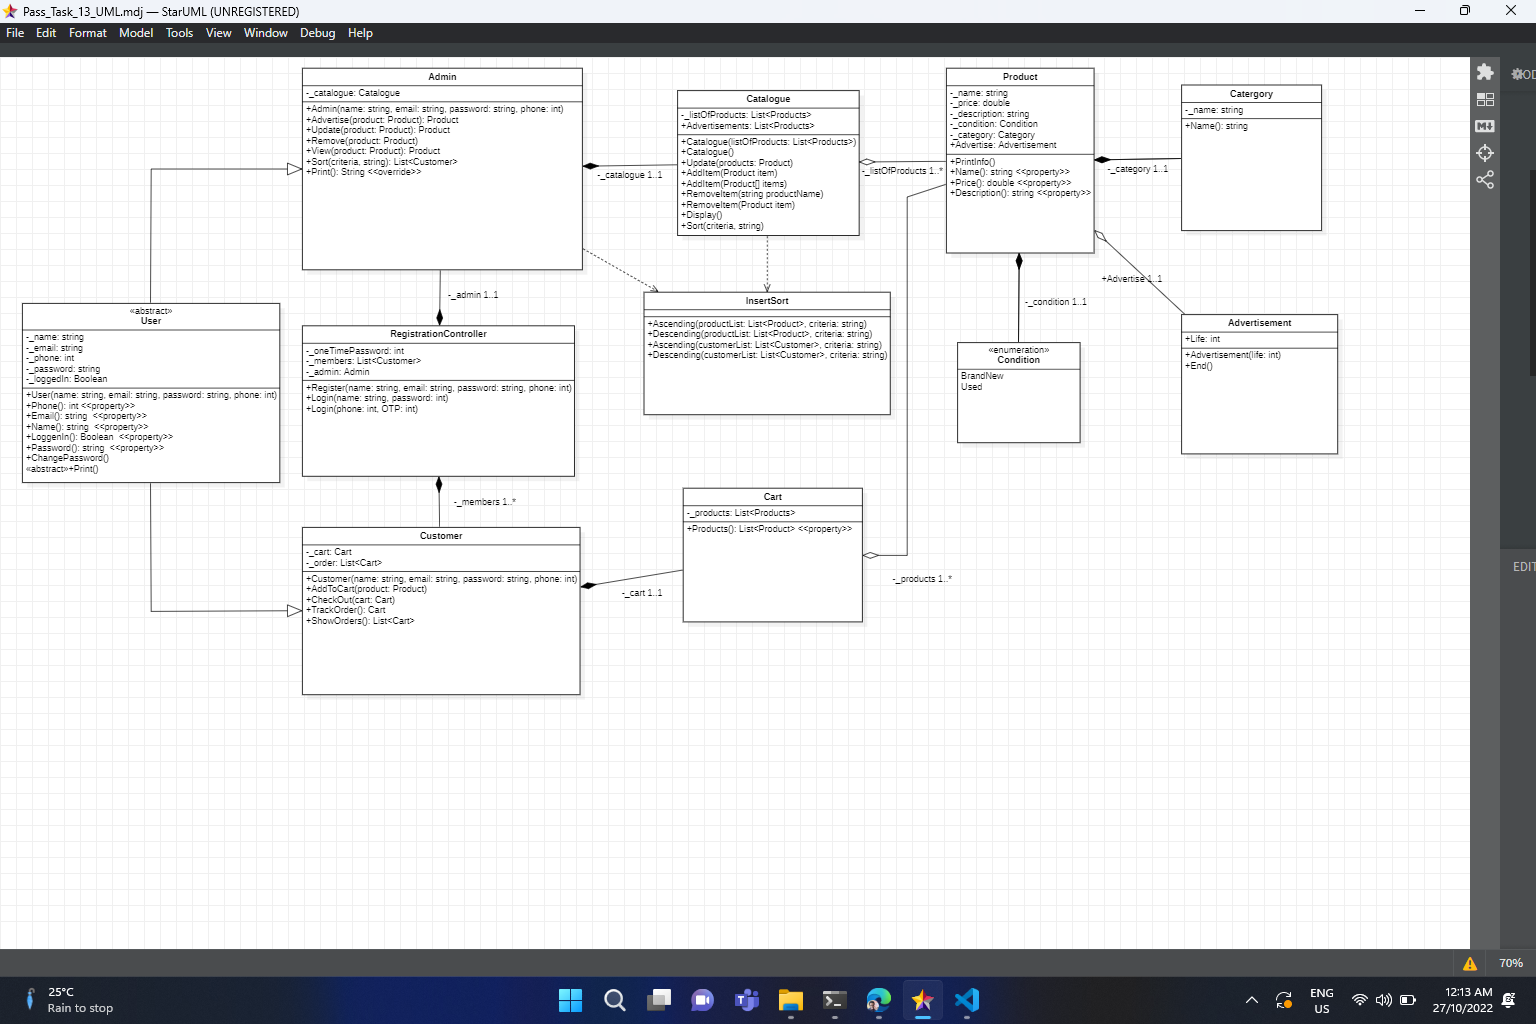 Pass_Task_13_UML.mdj — StarUML (UNREGISTERED)
File Edit Format Model Tools View Window Debug Help
Admin
-_catalogue: Catalogue
+Admin(name: string, email: string, password: string, phone: int)
+Advertise(product: Product): Product
+Update(product: Product): Product
+Remove(product: Product)
+View(product: Product): Product
+Sort(criteria, string): List<Customer>
+Print(): String <<override>>
-_catalogue 1..1
Catalogue
-_listOfProducts: List<Products>
+Advertisements: List<Products>
+Catalogue(listOfProducts: List<Products>)
+Catalogue()
+Update(products: Product)
+AddItem(Product item)
+AddItem(Product[] items)
+RemoveItem(string productName)
+RemoveItem(Product item)
+Display()
+Sort(criteria, string)
-_listOfProducts 1..*
Product
-_name: string
-_price: double
-_description: string
-_condition: Condition
-_category: Category
+Advertise: Advertisement
+PrintInfo()
+Name(): string <<property>>
+Price(): double <<property>>
+Description(): string <<property>>
-_category 1..1
Catergory
-_name: string
+Name(): string
+Advertise 1..1
-_condition 1..1
-_admin 1..1
«abstract»
User
-_name: string
-_email: string
-_phone: int
-_password: string
-_loggedIn: Boolean
+User(name: string, email: string, password: string, phone: int)
+Phone(): int <<property>>
+Email(): string <<property>>
+Name(): string <<property>>
+LoggenIn(): Boolean <<property>>
+Password(): string <<property>>
+ChangePassword()
«abstract»+Print()
RegistrationController
-_oneTimePassword: int
-_members: List<Customer>
-_admin: Admin
+Register(name: string, email: string, password: string, phone: int)
+Login(name: string, password: int)
+Login(phone: int, OTP: int)
InsertSort
+Ascending(productList: List<Product>, criteria: string)
+Descending(productList: List<Product>, criteria: string)
+Ascending(customerList: List<Customer>, criteria: string)
+Descending(customerList: List<Customer>, criteria: string)
«enumeration»
Condition
BrandNew
Used
Advertisement
+Life: int
+Advertisement(life: int)
+End()
-_members 1..*
Customer
-_cart: Cart
-_order: List<Cart>
+Customer(name: string, email: string, password: string, phone: int)
+AddToCart(product: Product)
+CheckOut(cart: Cart)
+TrackOrder(): Cart
+ShowOrders(): List<Cart>
-_cart 1..1
Cart
-_products: List<Products>
+Products(): List<Product> <<property>>
-_products 1..*
EDIT
70%
25°C
Rain to stop
ENG
US
12:13 AM
27/10/2022